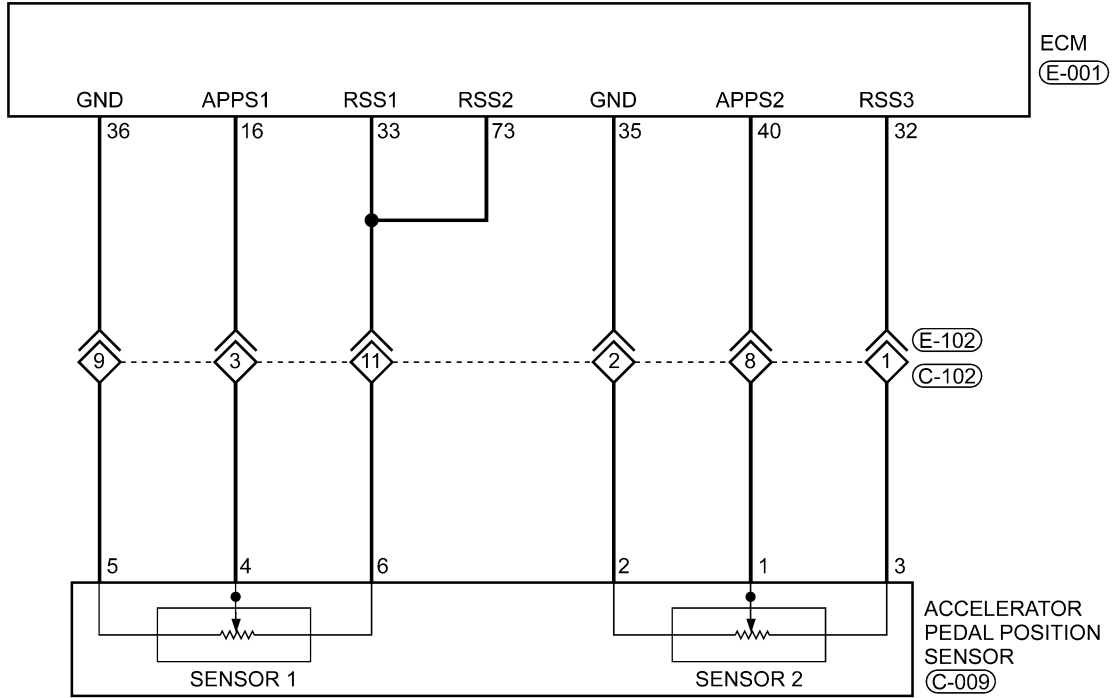 ECM
E-001
GND APPS1 RSS1 RSS2 GND APPS2 RSS3
36 16 33 73 35 40 32
E-102
9 3 11 2 8 1
C-102
5 4 6 2 1 3
ACCELERATOR
PEDAL POSITION
SENSOR
C-009
SENSOR 1 SENSOR 2